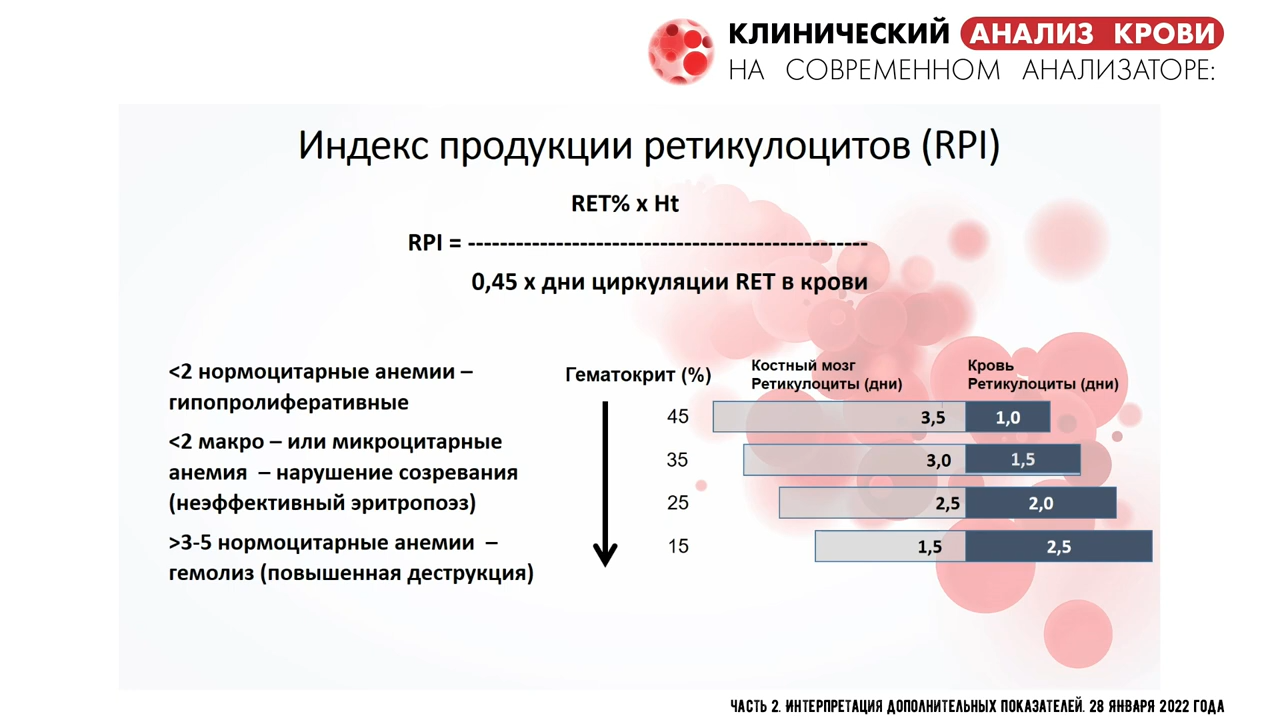 КЛИНИЧЕСКИЙ АНАЛИЗ КРОВИ
НА СОВРЕМЕННОМ АНАЛИЗАТОРЕ:
Индекс продукции ретикулоцитов (RPI)
RET% x Ht
RPI = --------------------------------------------------
0,45 x дни циркуляции RET в крови
<2 нормоцитарные анемии –
гипопролиферативные
<2 макро – или микроцитарные
анемия – нарушение созревания
(неэффективный эритропоэз)
>3-5 нормоцитарные анемии –
гемолиз (повышенная деструкция)
Гематокрит (%)
Костный мозг
Ретикулоциты (дни)
Кровь
Ретикулоциты (дни)
45 3,5 1,0
35 3,0 1,5
25 2,5 2,0
15 1,5 2,5
ЧАСТЬ 2. ИНТЕРПРЕТАЦИЯ ДОПОЛНИТЕЛЬНЫХ ПОКАЗАТЕЛЕЙ. 28 ЯНВАРЯ 2022 ГОДА